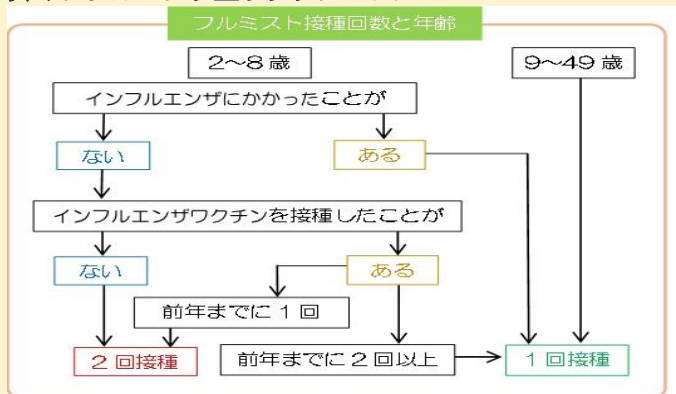 フルミスト接種回数と年齢
2～8 歳
9～49 歳
インフルエンザにかかったことが
ない
ある
インフルエンザワクチンを接種したことが
ない
ある
前年までに 1 回
2 回接種
前年までに 2 回以上
1 回接種